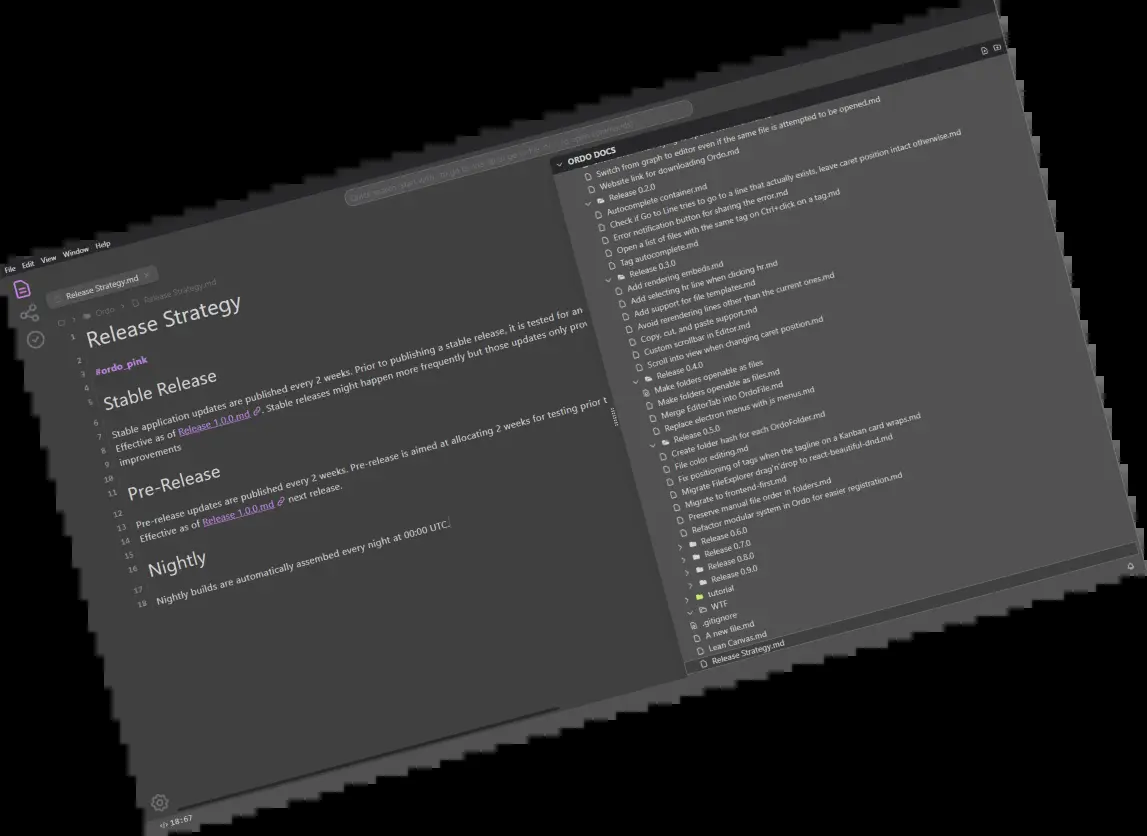 File Edit View Window Help
Release Strategy.md
Ordo > Release Strategy.md
1 Release Strategy
2
3 #ordo_pink
4
5 Stable Release
6
7 Stable application updates are published every 2 weeks. Prior to publishing a stable release, it is tested for an
8 Effective as of Release 1.0.0.md. Stable releases might happen more frequently but those updates only prov
9 improvements
10
11 Pre-Release
12
13 Pre-release updates are published every 2 weeks. Pre-release is aimed at allocating 2 weeks for testing prior t
14 Effective as of Release 1.0.0.md next release.
15
16 Nightly
17
18 Nightly builds are automatically assembed every night at 00:00 UTC.
18:67
ORDO DOCS
Switch from graph to editor even if the same file is attempted to be opened.md
Website link for downloading Ordo.md
Release 0.2.0
Autocomplete container.md
Check if Go to Line tries to go to a line that actually exists, leave caret position intact otherwise.md
Error notification button for sharing the error.md
Open a list of files with the same tag on Ctrl+click on a tag.md
Tag autocomplete.md
Release 0.3.0
Add rendering embeds.md
Add selecting hr line when clicking hr.md
Add support for file templates.md
Avoid rerendering lines other than the current ones.md
Copy, cut, and paste support.md
Custom scrollbar in Editor.md
Scroll into view when changing caret position.md
Release 0.4.0
Make folders openable as files
Make folders openable as files.md
Merge EditorTab into OrdoFile.md
Replace electron menus with js menus.md
Release 0.5.0
Create folder hash for each OrdoFolder.md
File color editing.md
Fix positioning of tags when the tagline on a Kanban card wraps.md
Migrate FileExplorer drag'n'drop to react-beautiful-dnd.md
Migrate to frontend-first.md
Preserve manual file order in folders.md
Refactor modular system in Ordo for easier registration.md
Release 0.6.0
Release 0.7.0
Release 0.8.0
Release 0.9.0
tutorial
WTF
.gitignore
A new file.md
Lean Canvas.md
Release Strategy.md